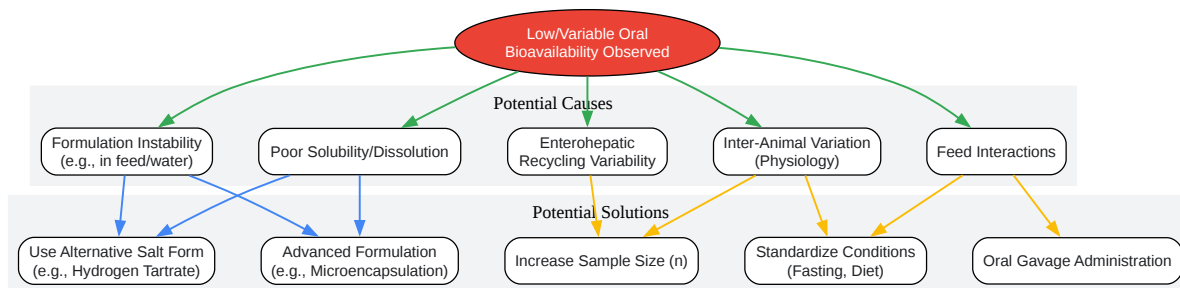 Low/Variable Oral
Bioavailability Observed
Potential Causes
Formulation Instability
(e.g., in feed/water)
Poor Solubility/Dissolution
Enterohepatic
Recycling Variability
Inter-Animal Variation
(Physiology)
Feed Interactions
Potential Solutions
Use Alternative Salt Form
(e.g., Hydrogen Tartrate)
Advanced Formulation
(e.g., Microencapsulation)
Increase Sample Size (n)
Standardize Conditions
(Fasting, Diet)
Oral Gavage Administration